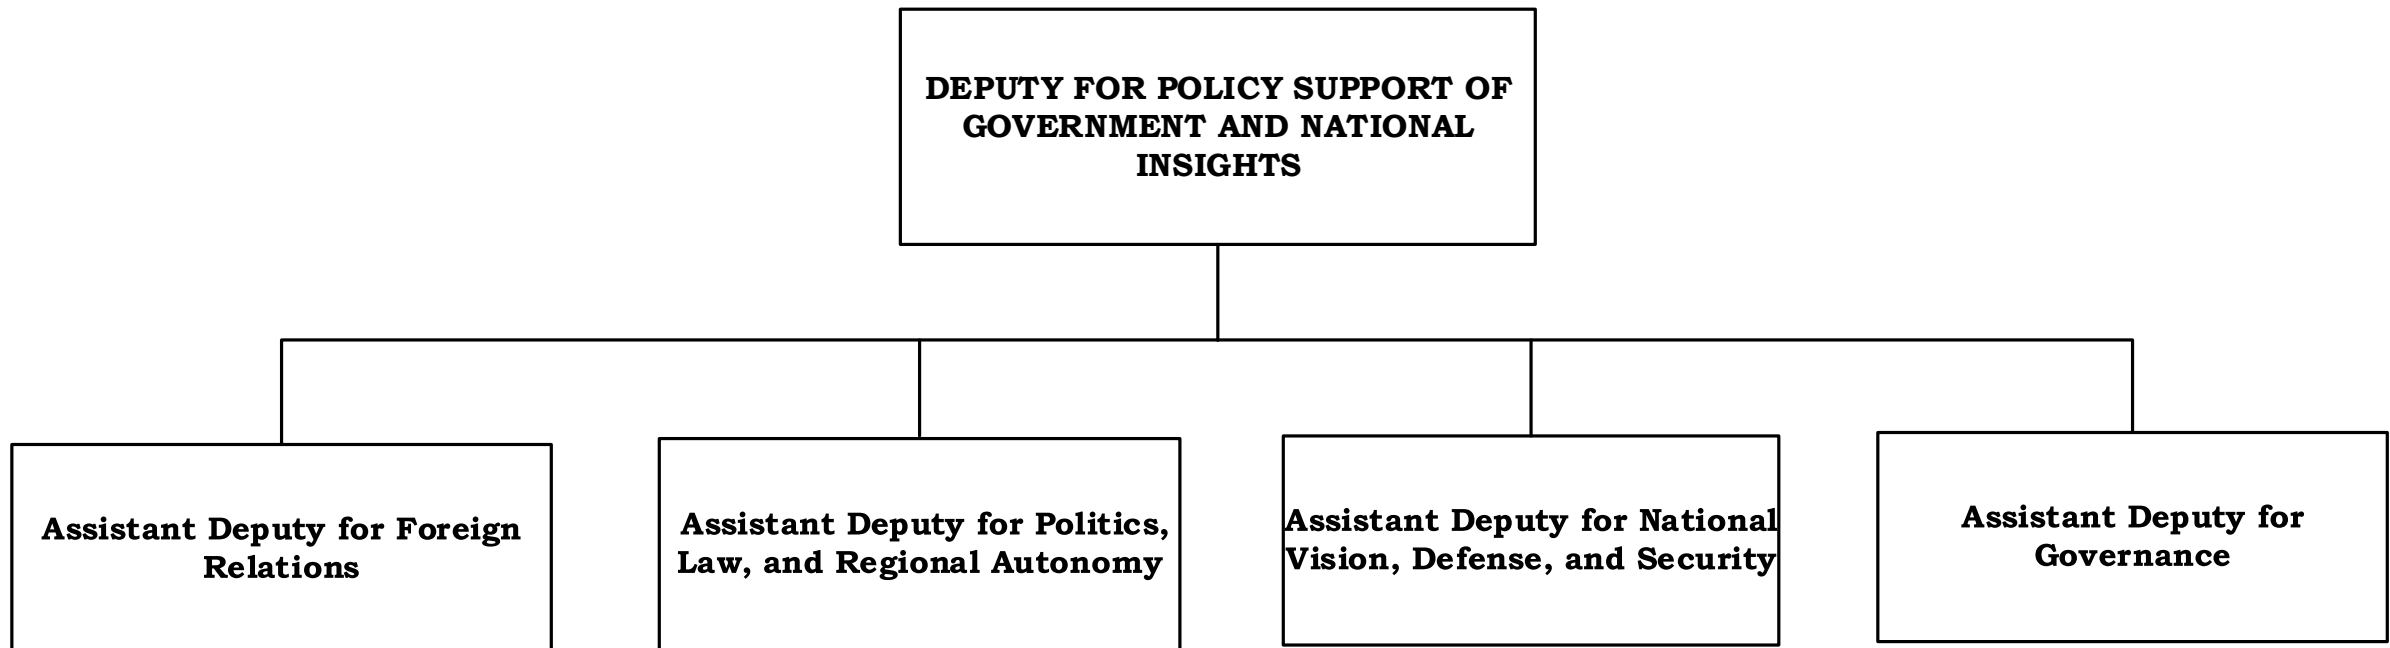 DEPUTY FOR POLICY SUPPORT OF
GOVERNMENT AND NATIONAL
INSIGHTS
Assistant Deputy for Foreign
Relations
Assistant Deputy for Politics,
Law, and Regional Autonomy
Assistant Deputy for National
Vision, Defense, and Security
Assistant Deputy for
Governance